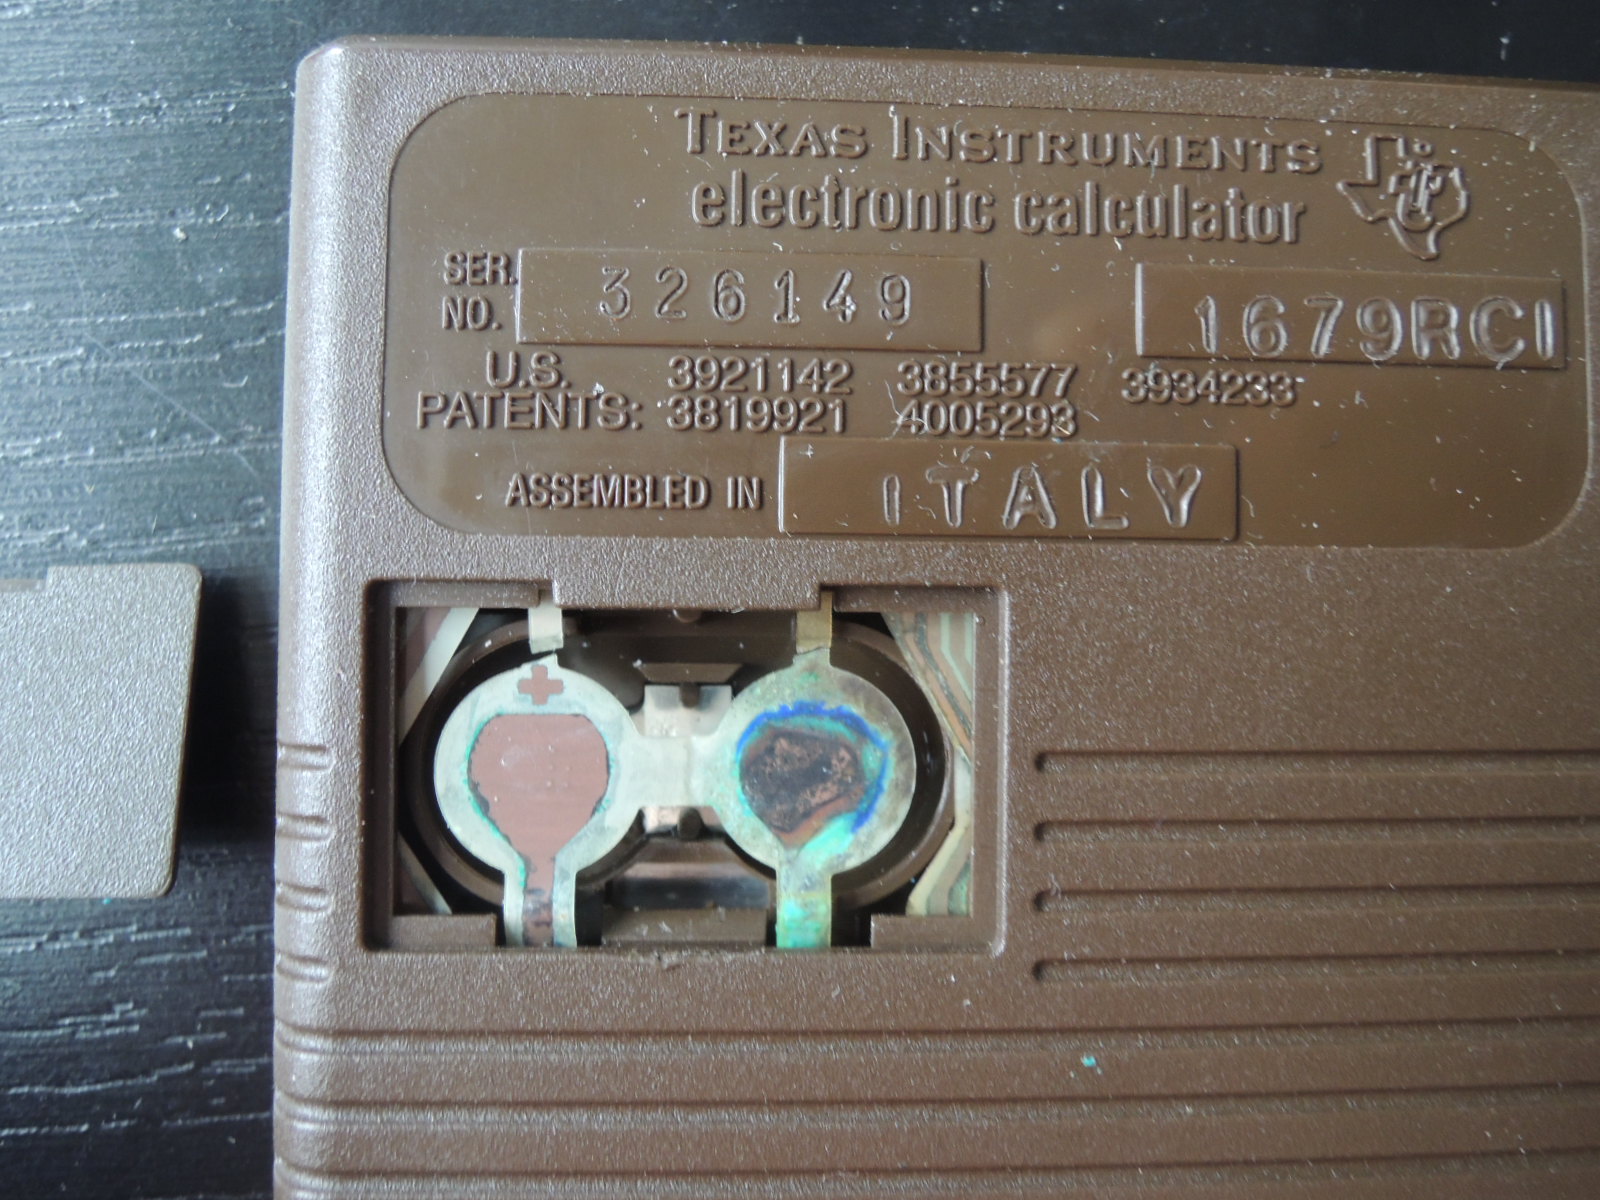 TEXAS INSTRUMENTS
electronic calculator
SER. NO. 326149 1679RCI
U.S. PATENTS: 3921142 3855577 3934233
3819921 4005293
ASSEMBLED IN ITALY